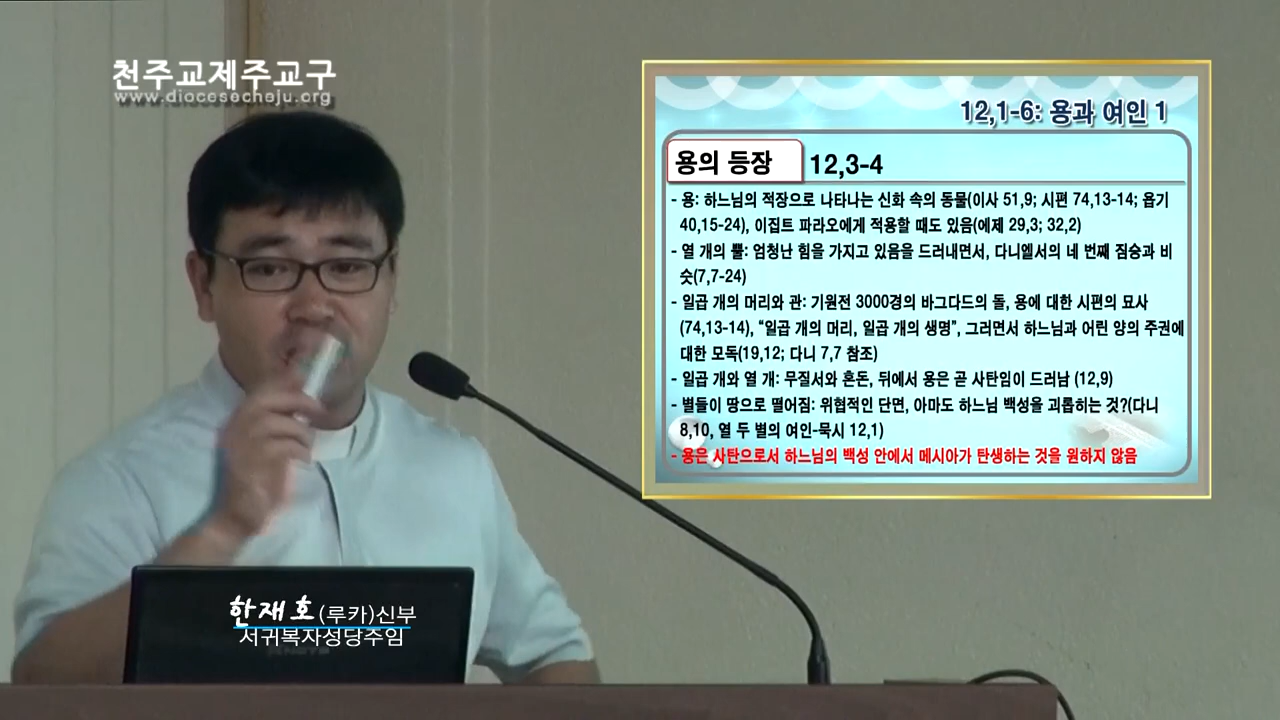 천주교제주교구
www.diocesecheju.org
12,1-6: 용과 여인 1
용의 등장 12,3-4
- 용: 하느님의 적장으로 나타나는 신화 속의 동물(이사 51,9; 시편 74,13-14; 욥기
40,15-24), 이집트 파라오에게 적용할 때도 있음(에제 29,3; 32,2)
- 열 개의 뿔: 엄청난 힘을 가지고 있음을 드러내면서, 다니엘서의 네 번째 짐승과 비
슷(7,7-24)
- 일곱 개의 머리와 관: 기원전 3000경의 바그다드의 돌, 용에 대한 시편의 묘사
(74,13-14), “일곱 개의 머리, 일곱 개의 생명”, 그러면서 하느님과 어린 양의 주권에
대한 모독(19,12; 다니 7,7 참조)
- 일곱 개와 열 개: 무질서와 혼돈, 뒤에서 용은 곧 사탄임이 드러남 (12,9)
- 별들이 땅으로 떨어짐: 위협적인 단면, 아마도 하느님 백성을 괴롭히는 것?(다니
8,10, 열 두 별의 여인-묵시 12,1)
- 용은 사탄으로서 하느님의 백성 안에서 메시아가 탄생하는 것을 원하지 않음
한재호(루카)신부
서귀복자성당주임